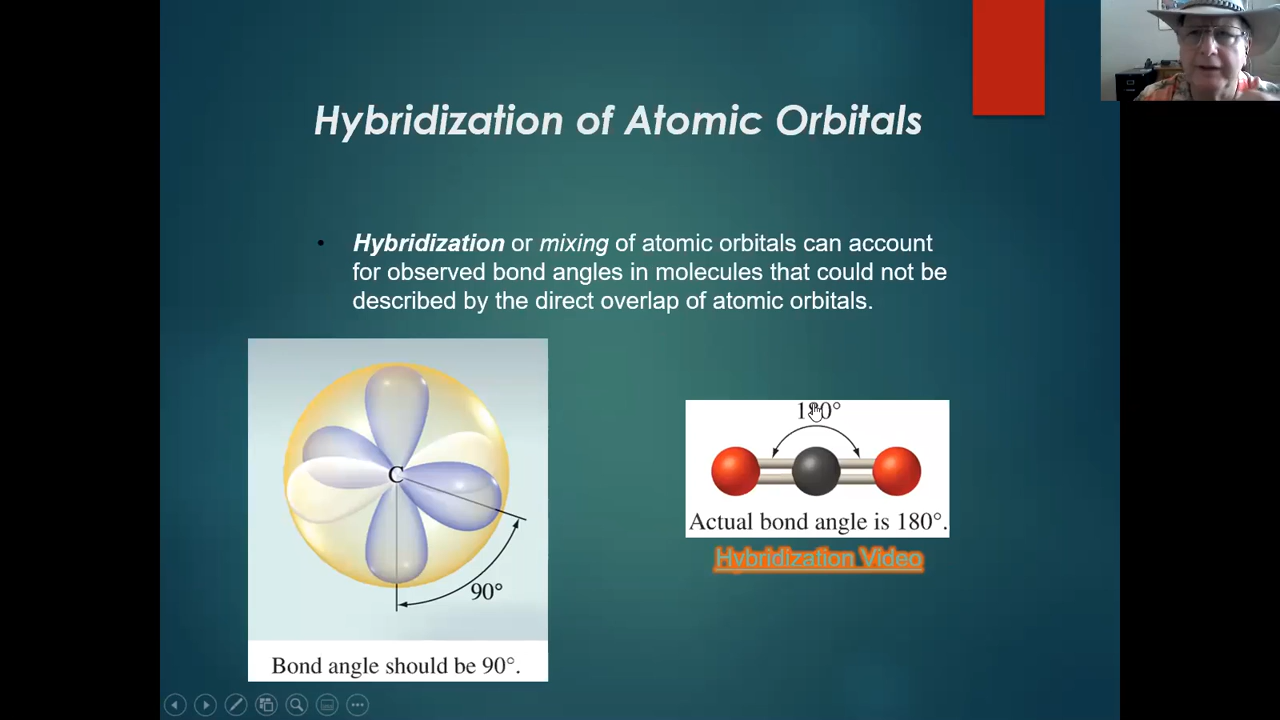 Hybridization of Atomic Orbitals
• Hybridization or mixing of atomic orbitals can account
for observed bond angles in molecules that could not be
described by the direct overlap of atomic orbitals.
C
90°
Bond angle should be 90°.
180°
Actual bond angle is 180°.
Hybridization Video